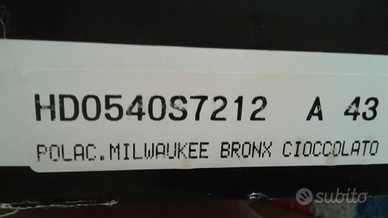 HD0540S7212 A 43
POLAC.MILWAUKEE BRONX CIOCCOLATO
subito